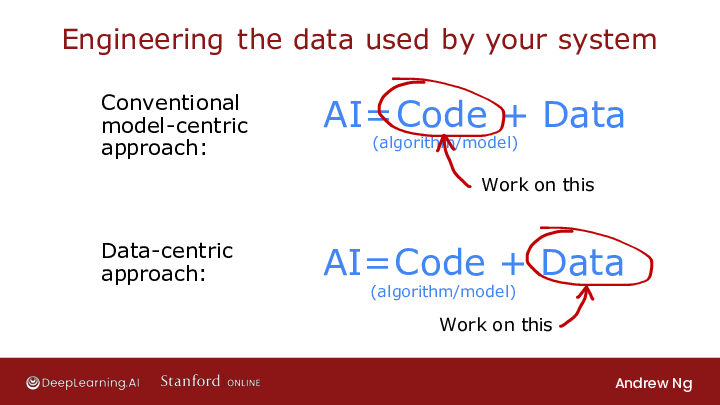 Engineering the data used by your system
Conventional
model-centric
approach:
AI=Code + Data
(algorithm/model)
Work on this
Data-centric
approach:
AI=Code + Data
(algorithm/model)
Work on this
DeepLearning.AI
Stanford ONLINE
Andrew Ng